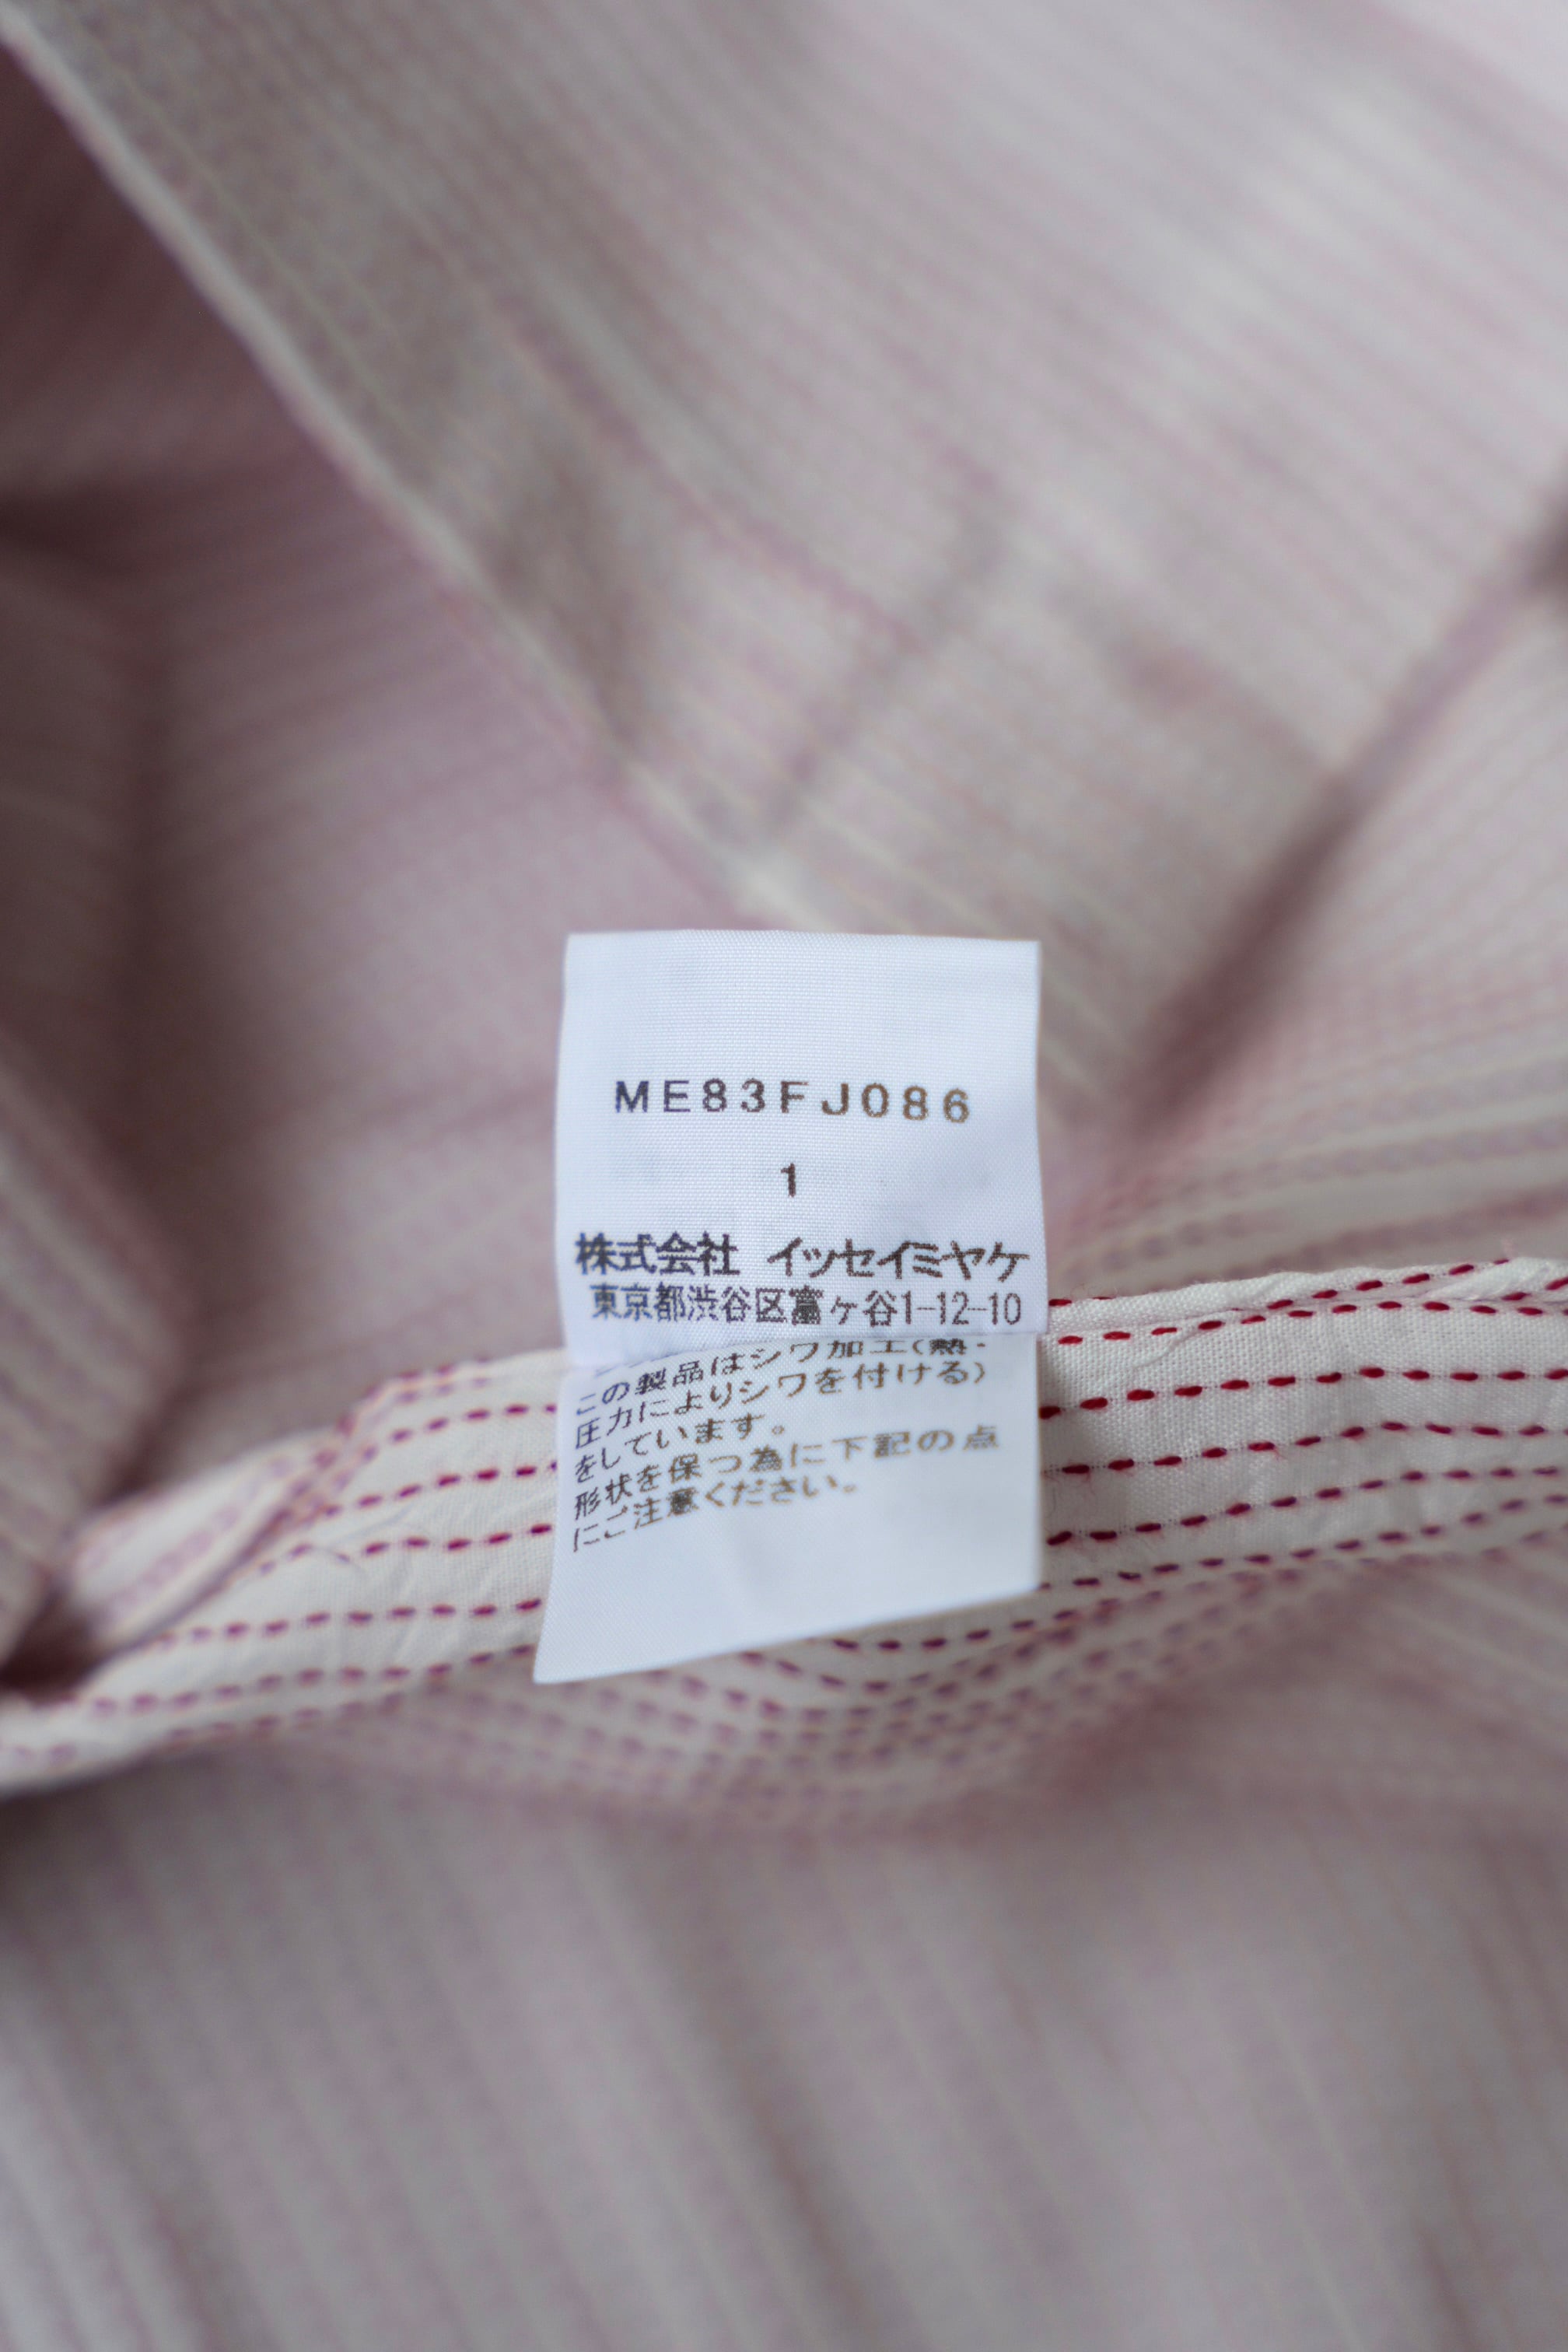 ME83FJ086
1
株式会社 イッセイミヤケ
東京都渋谷区富ヶ谷1-12-10
この製品はシワ加工(熱・
圧力によりシワを付ける)
をしています。
形状を保つ為に下記の点
にご注意ください。